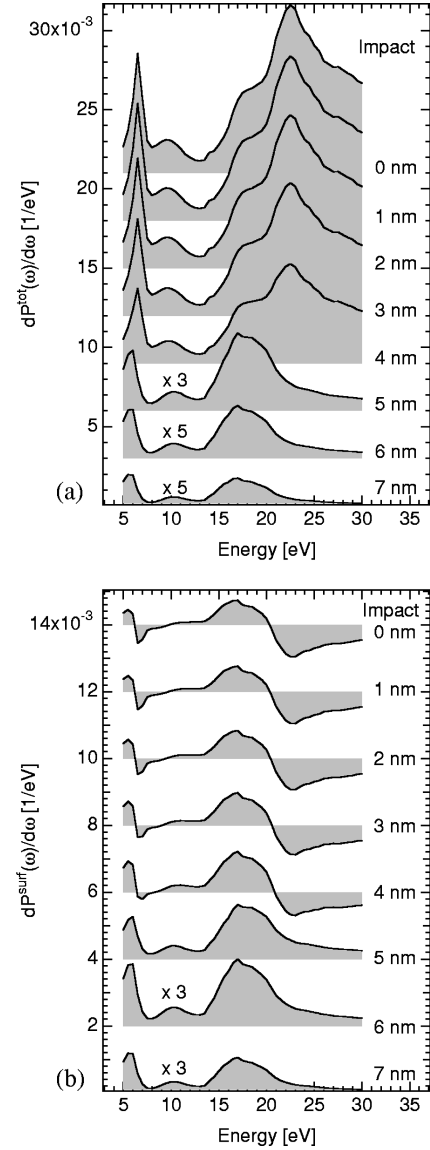 30x10⁻³
Impact
25
20
15
10
5
0 nm
1 nm
2 nm
3 nm
4 nm
5 nm
6 nm
7 nm
x 3
x 5
x 5
dPᵗᵒᵗ(ω)/dω [1/eV]
(a)
5 10 15 20 25 30 35
Energy [eV]
14x10⁻³
Impact
12
10
8
6
4
2
0 nm
1 nm
2 nm
3 nm
4 nm
5 nm
6 nm
7 nm
x 3
x 3
dPˢᵘʳᶠ(ω)/dω [1/eV]
(b)
5 10 15 20 25 30 35
Energy [eV]